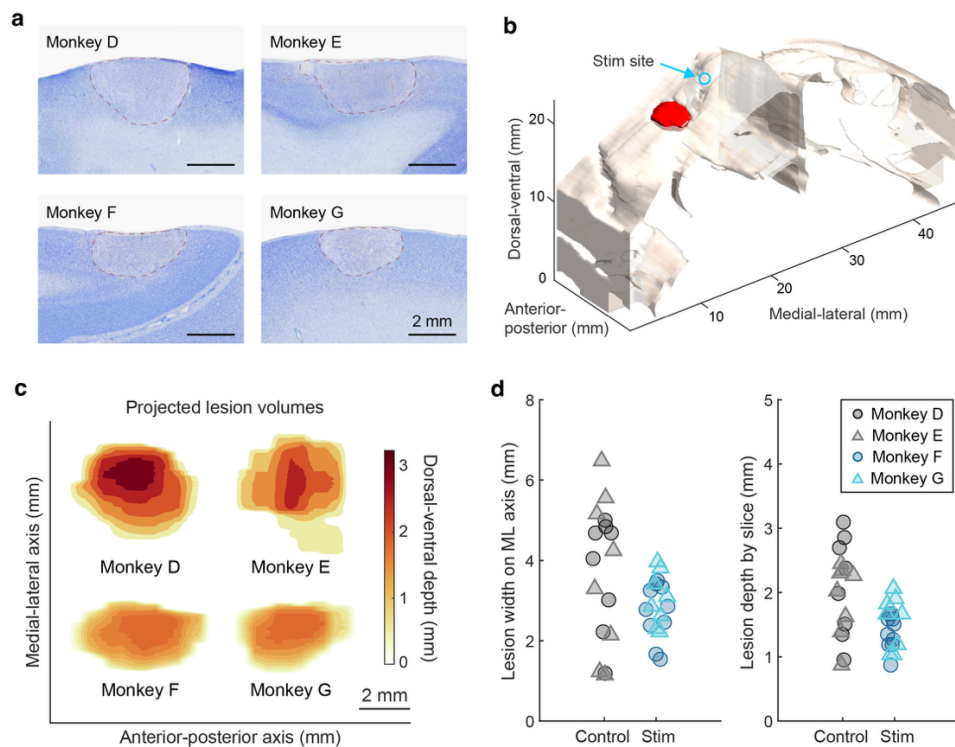 a
Monkey D
Monkey E
Monkey F
Monkey G
2 mm
b
Stim site
Dorsal-ventral (mm)
20
10
0
Anterior-
posterior (mm)
10
20
30
40
Medial-lateral (mm)
c
Projected lesion volumes
Medial-lateral axis (mm)
Monkey D
Monkey E
Monkey F
Monkey G
3
2
1
0
Dorsal-ventral depth (mm)
2 mm
Anterior-posterior axis (mm)
d
Lesion width on ML axis (mm)
8
6
4
2
0
Control
Stim
Lesion depth by slice (mm)
5
4
3
2
1
0
Control
Stim
Monkey D
Monkey E
Monkey F
Monkey G